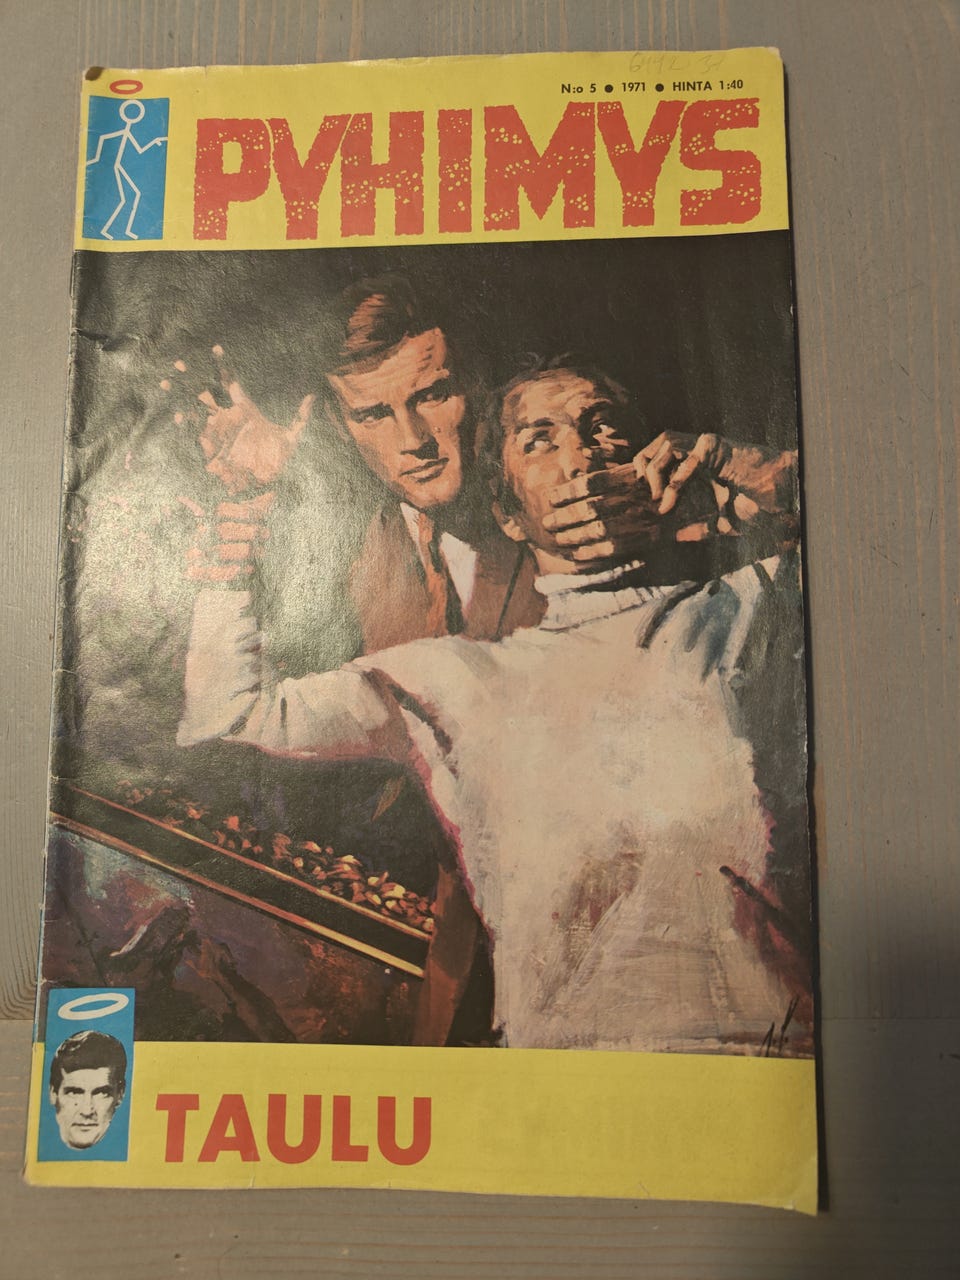 N:o 5 ● 1971 ● HINTA 1:40
PYHIMYS
TAULU